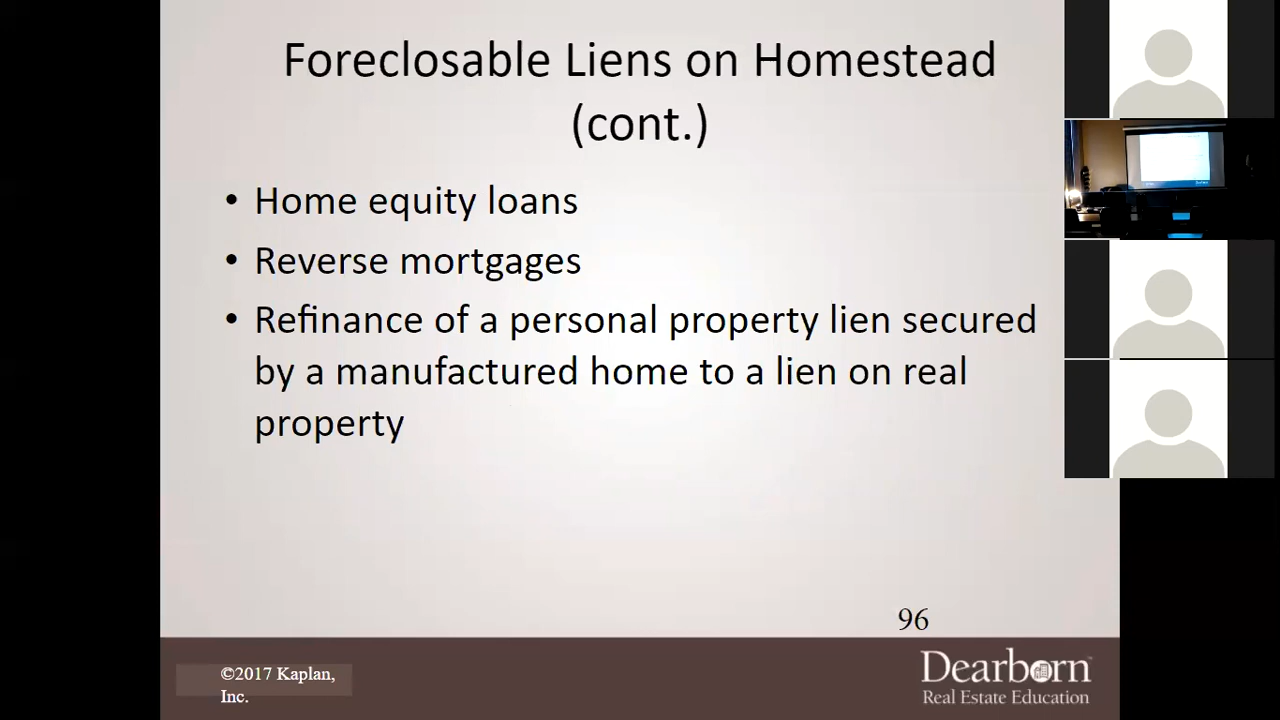 Foreclosable Liens on Homestead
(cont.)
• Home equity loans
• Reverse mortgages
• Refinance of a personal property lien secured
by a manufactured home to a lien on real
property
96
©2017 Kaplan,
Inc.
Dearborn
Real Estate Education